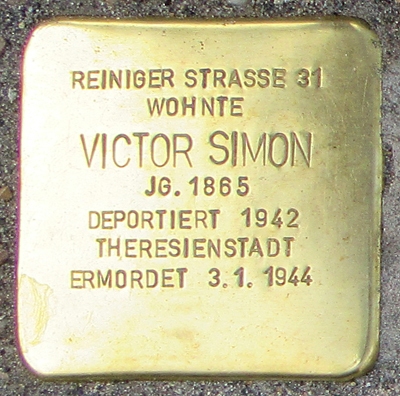 REINIGER STRASSE 31
WOHNTE
VICTOR SIMON
JG. 1865
DEPORTIERT 1942
THERESIENSTADT
ERMORDET 3.1.1944